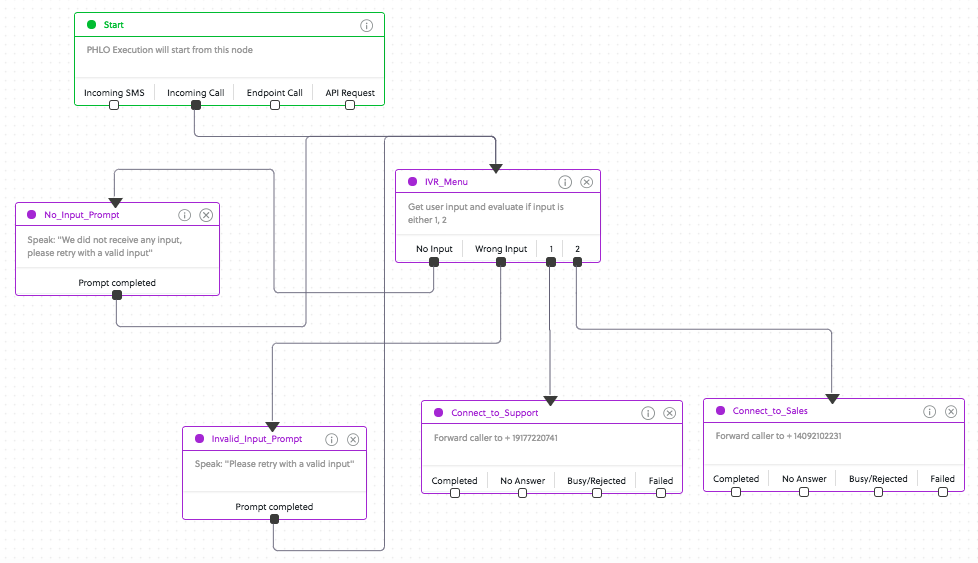 Start
PHLO Execution will start from this node
Incoming SMS
Incoming Call
Endpoint Call
API Request
IVR_Menu
Get user input and evaluate if input is
either 1, 2
No Input
Wrong Input
1
2
No_Input_Prompt
Speak: "We did not receive any input,
please retry with a valid input"
Prompt completed
Invalid_Input_Prompt
Speak: "Please retry with a valid input"
Prompt completed
Connect_to_Support
Forward caller to + 19177220741
Completed
No Answer
Busy/Rejected
Failed
Connect_to_Sales
Forward caller to + 14092102231
Completed
No Answer
Busy/Rejected
Failed